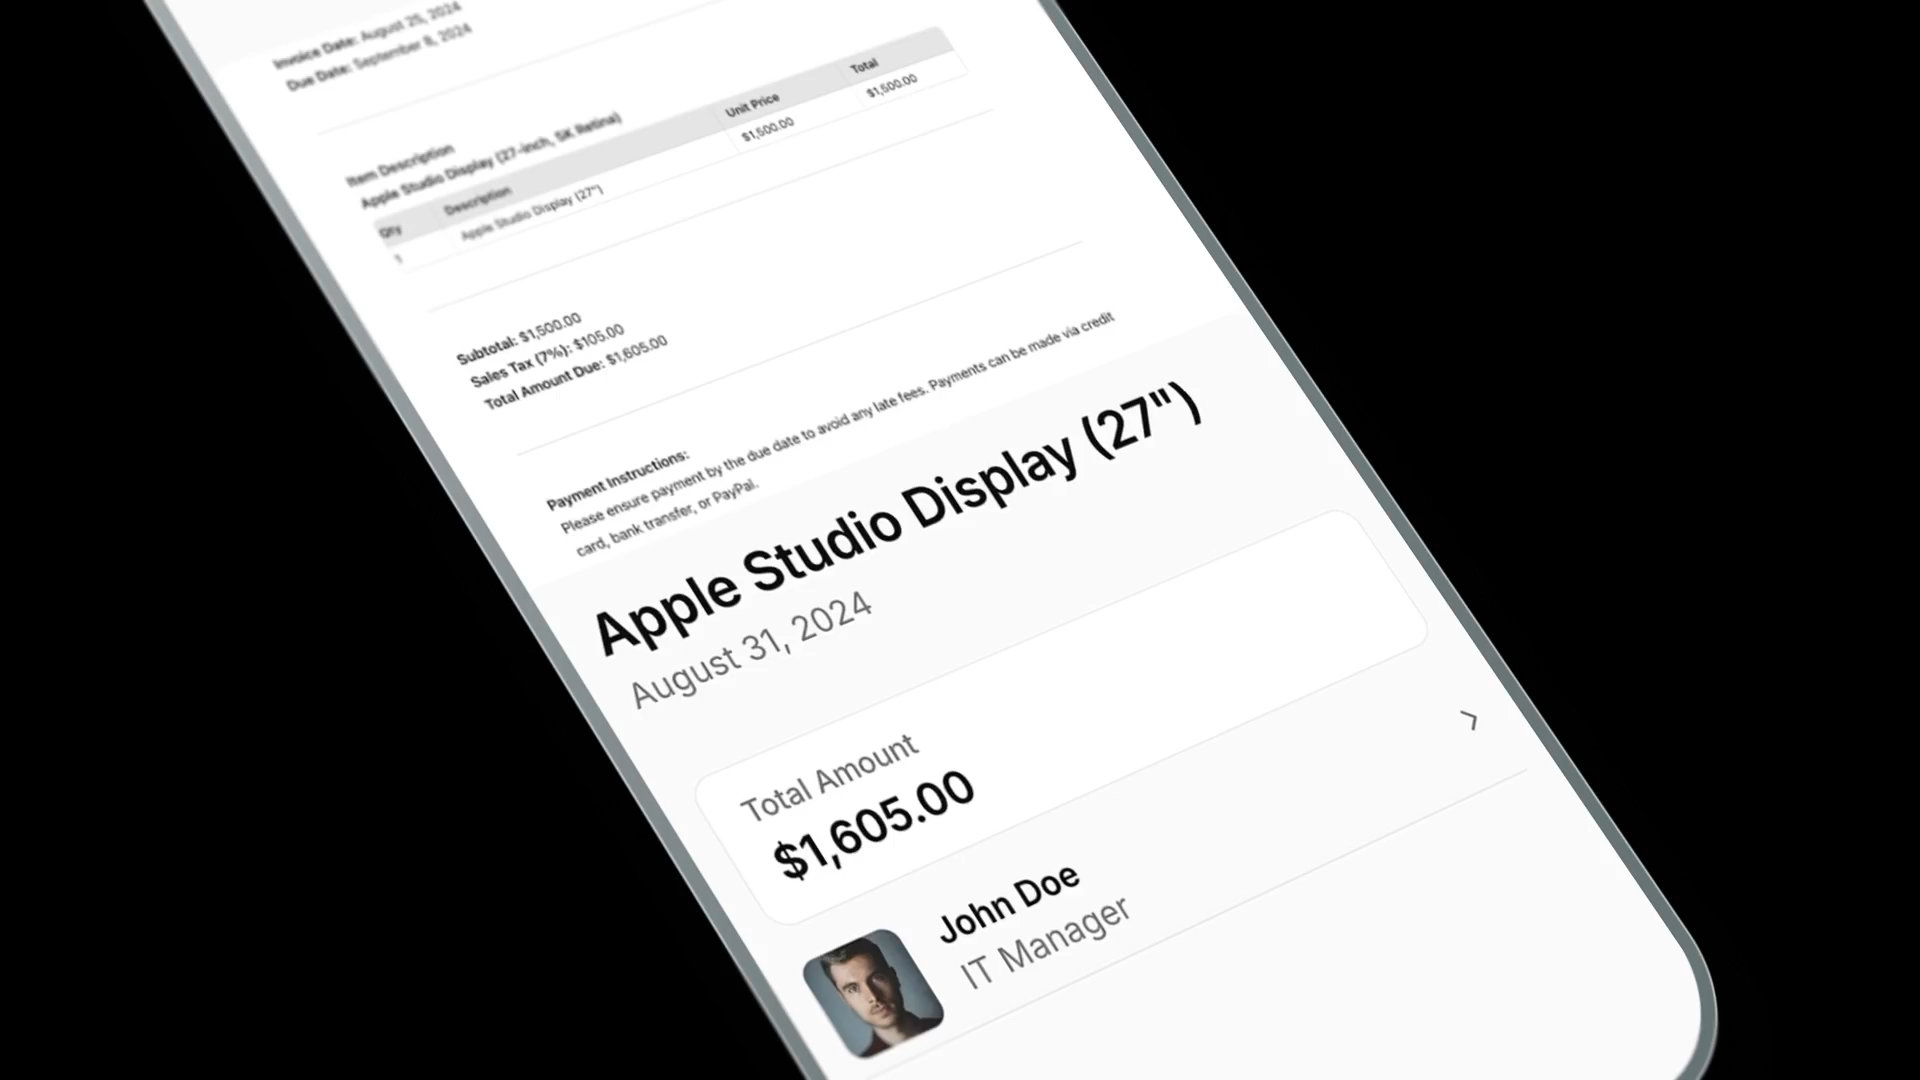 Invoice Date: August 25, 2024
Due Date: September 8, 2024
Item Description
Apple Studio Display (27-inch, 5K Retina)
Qty Description Unit Price Total
1 Apple Studio Display (27") $1,500.00 $1,500.00
Subtotal: $1,500.00
Sales Tax (7%): $105.00
Total Amount Due: $1,605.00
Payment Instructions:
Please ensure payment by the due date to avoid any late fees. Payments can be made via credit
card, bank transfer, or PayPal.
Apple Studio Display (27")
August 31, 2024
Total Amount
$1,605.00
John Doe
IT Manager